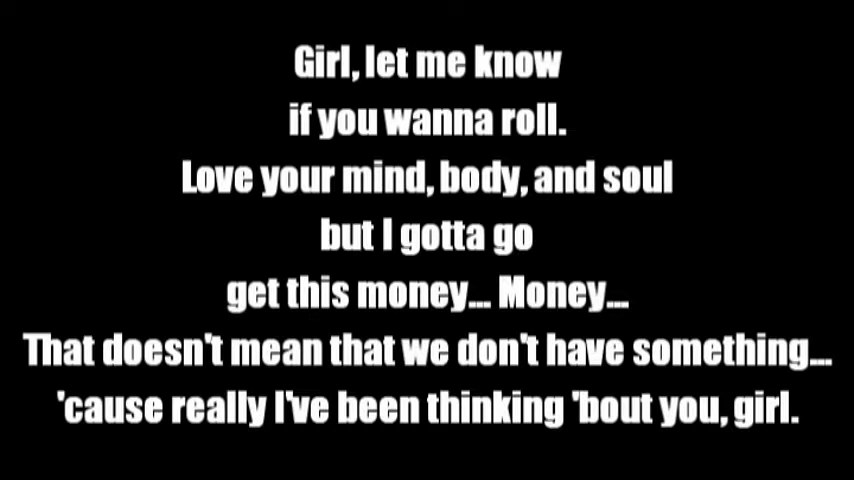 Girl, let me know
if you wanna roll.
Love your mind, body, and soul
but I gotta go
get this money... Money...
That doesn't mean that we don't have something...
'cause really I've been thinking 'bout you, girl.